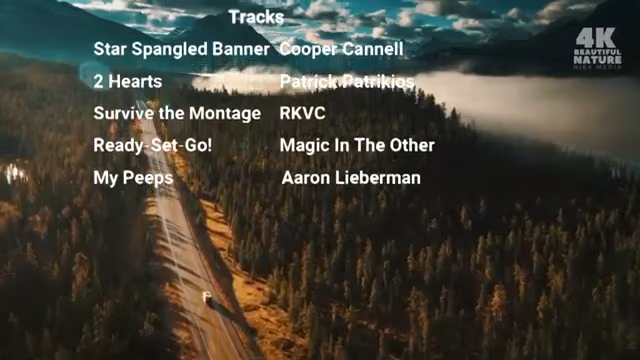 Tracks
Star Spangled Banner Cooper Cannell
2 Hearts Patrick Patrikios
Survive the Montage RKVC
Ready-Set-Go! Magic In The Other
My Peeps Aaron Lieberman
4K
BEAUTIFUL
NATURE